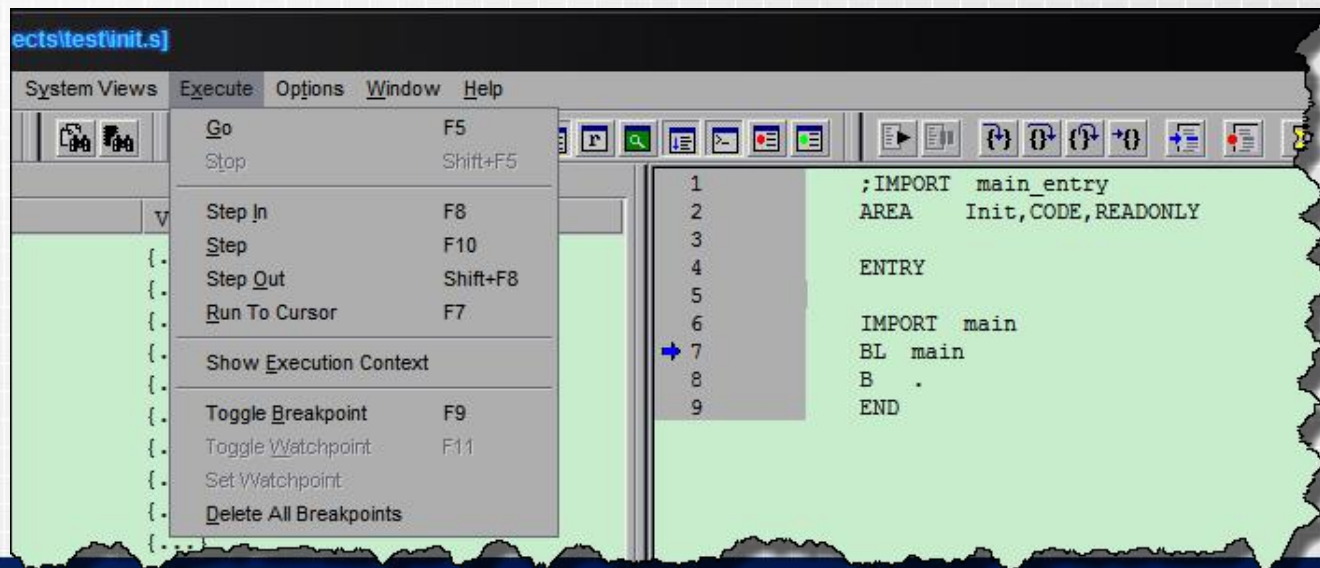 ects\test\init.s]
System Views Execute Options Window Help
Go F5
Stop Shift+F5
Step In F8
Step F10
Step Out Shift+F8
Run To Cursor F7
Show Execution Context
Toggle Breakpoint F9
Toggle Watchpoint F11
Set Watchpoint
Delete All Breakpoints
V
{.
{.
{.
{.
{.
{.
{.
{.
{.
{...}
1 ;IMPORT main_entry
2 AREA Init,CODE,READONLY
3
4 ENTRY
5
6 IMPORT main
7 BL main
8 B .
9 END